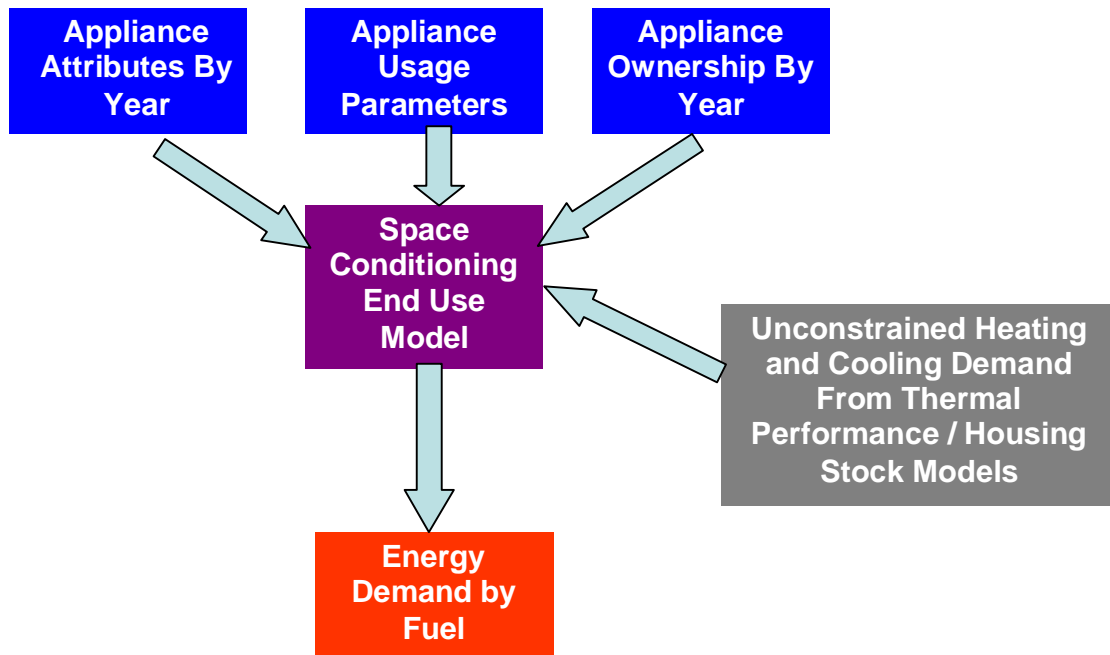 Appliance
Attributes By
Year
Appliance
Usage
Parameters
Appliance
Ownership By
Year
Space
Conditioning
End Use
Model
Unconstrained Heating
and Cooling Demand
From Thermal
Performance / Housing
Stock Models
Energy
Demand by
Fuel